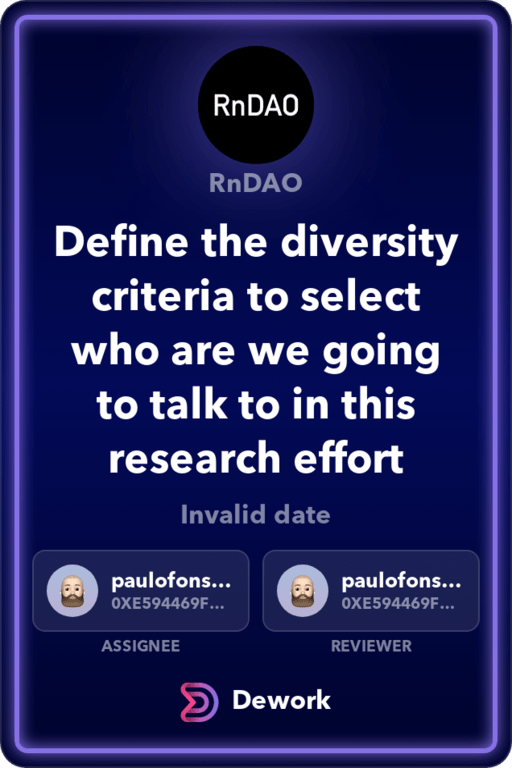 RnDAO
RnDAO
Define the diversity
criteria to select
who are we going
to talk to in this
research effort
Invalid date
paulofons...
0XE594469F...
paulofons...
0XE594469F...
ASSIGNEE
REVIEWER
Dework